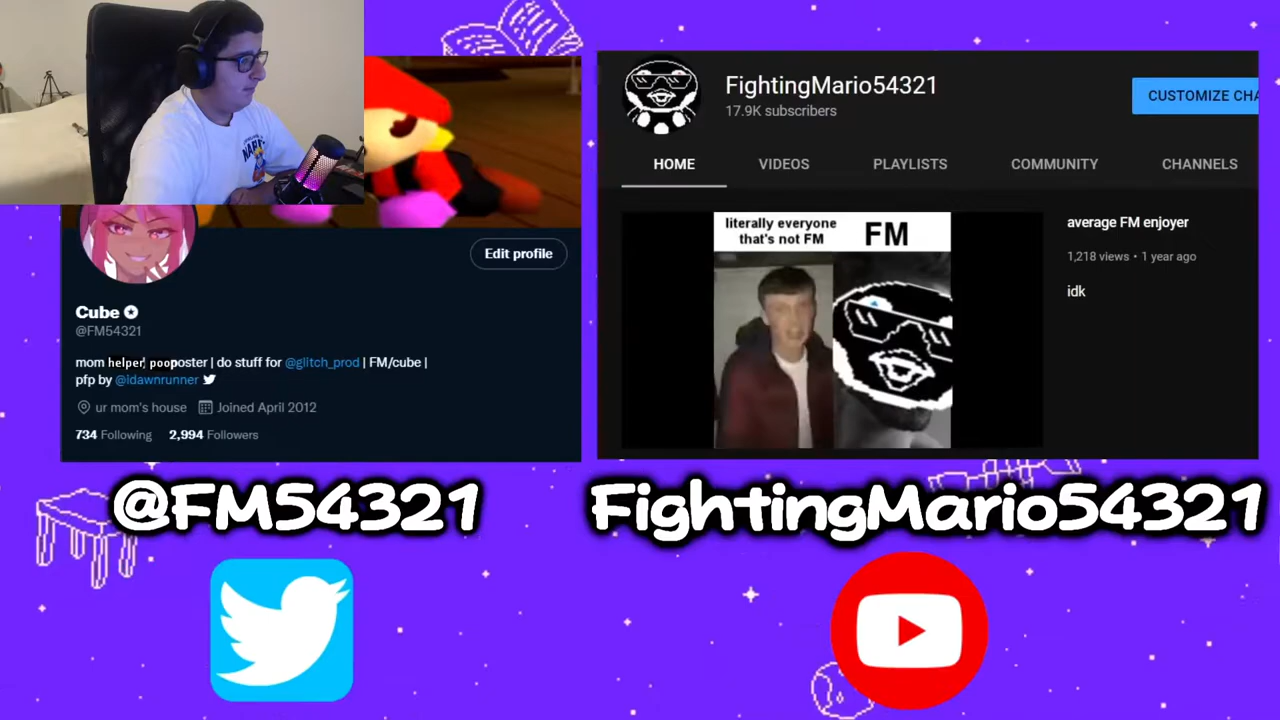 Edit profile
Cube
@FM54321
mom helper, pooposter | do stuff for @glitch_prod | FM/cube |
pfp by @idawnrunner
ur mom's house Joined April 2012
734 Following 2,994 Followers
FightingMario54321
17.9K subscribers
CUSTOMIZE CHA
HOME VIDEOS PLAYLISTS COMMUNITY CHANNELS
literally everyone
that's not FM
FM
average FM enjoyer
1,218 views • 1 year ago
idk
@FM54321
FightingMario54321